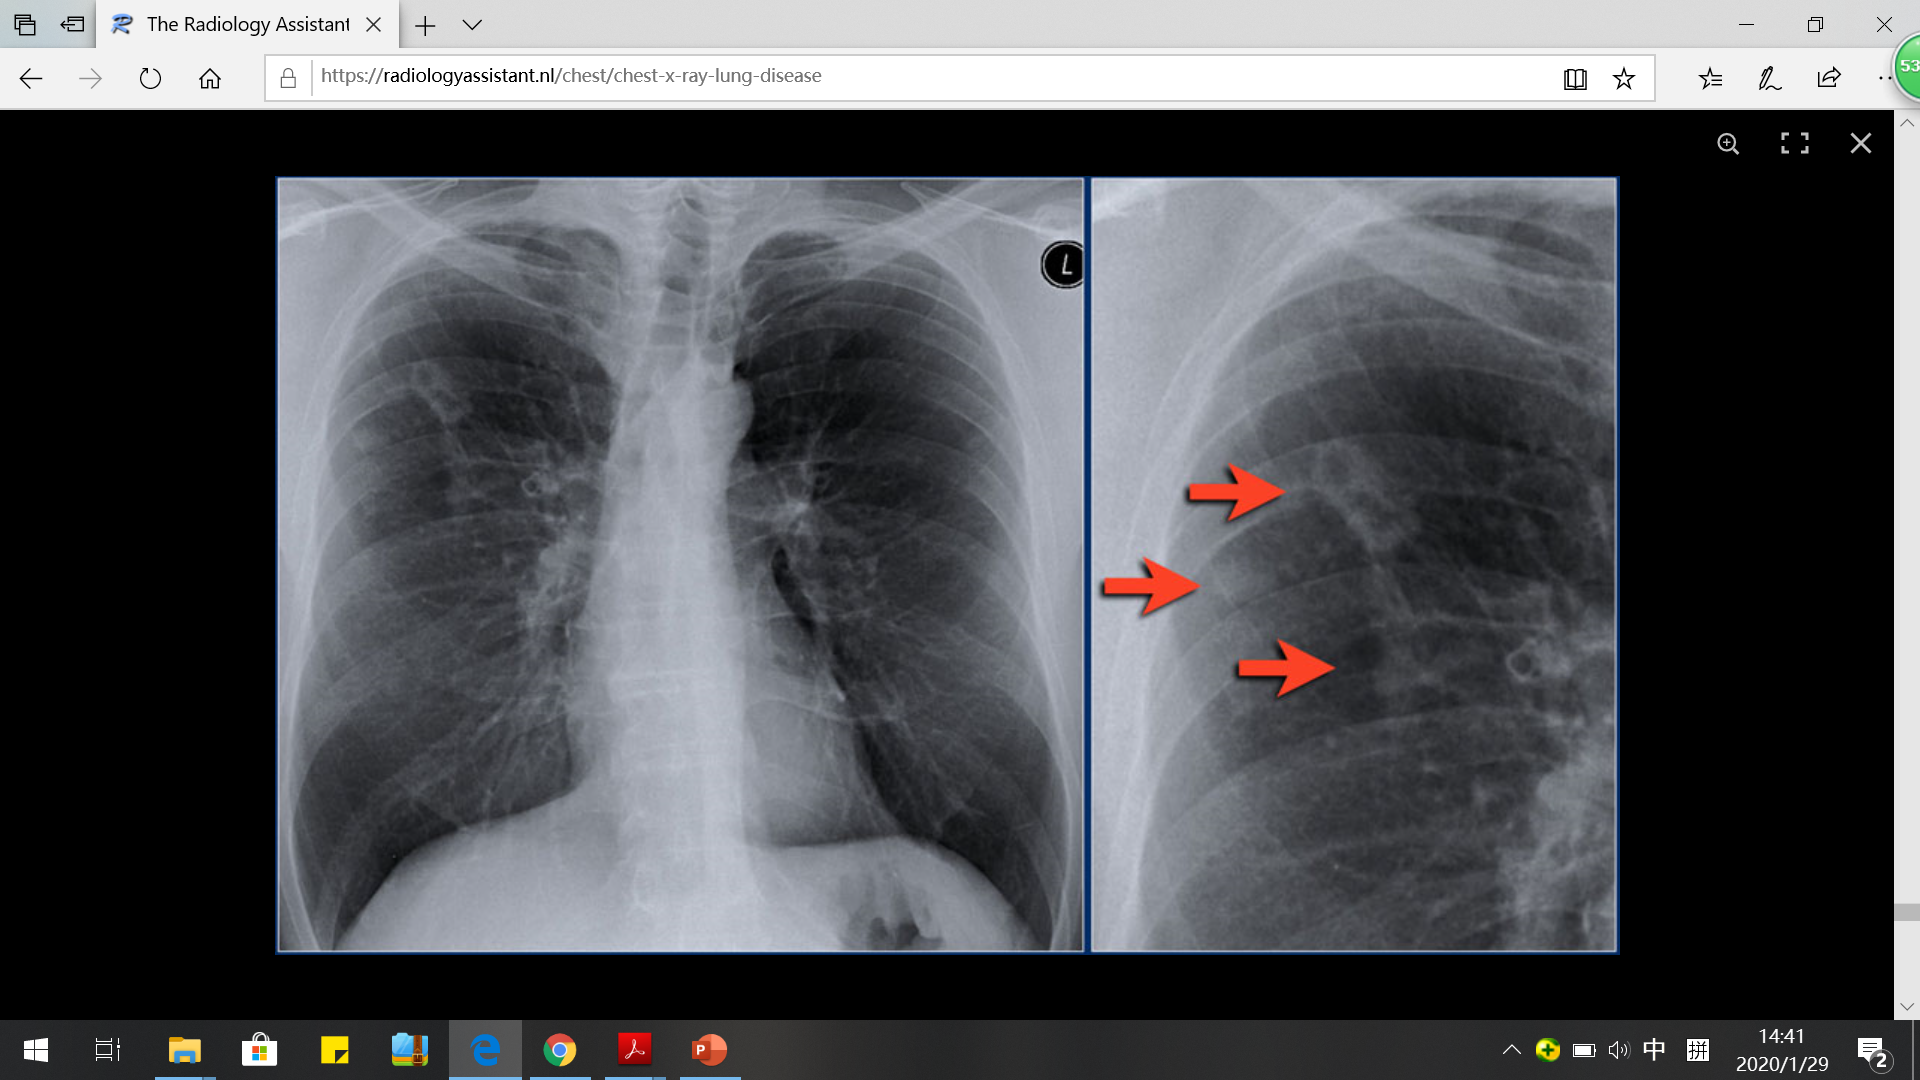 The Radiology Assistant
https://radiologyassistant.nl/chest/chest-x-ray-lung-disease
53
L
14:41
中
拼
2020/1/29
2